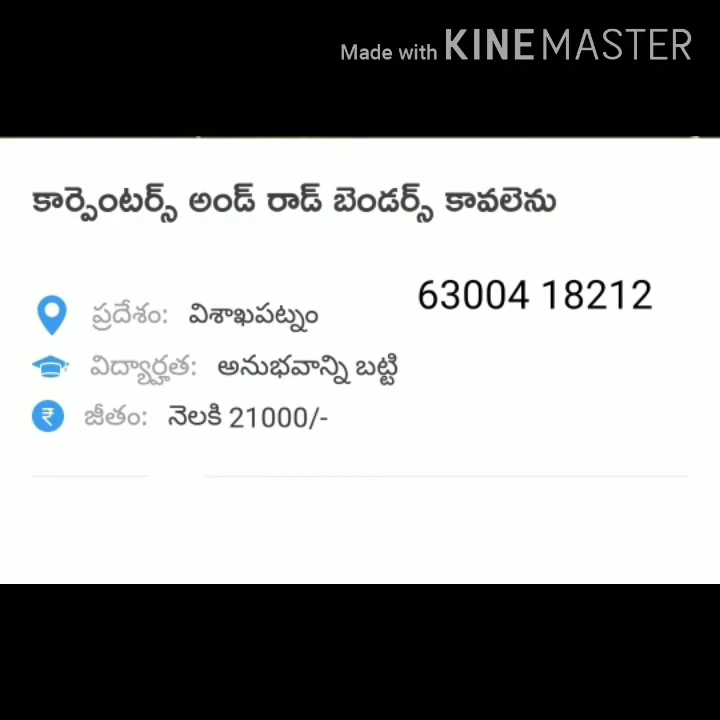 Made with KINEMASTER
కార్పెంటర్స్ అండ్ రాడ్ బెండర్స్ కావలెను
63004 18212
ప్రదేశం: విశాఖపట్నం
విద్యార్హత: అనుభవాన్ని బట్టి
జీతం: నెలకి 21000/-